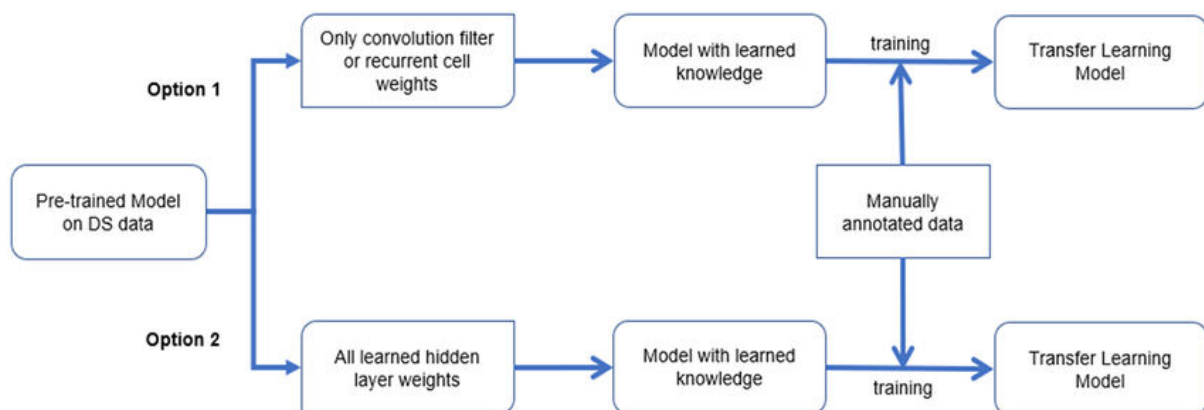 Only convolution filter
or recurrent cell
weights
Option 1
Model with learned
knowledge
training
Transfer Learning
Model
Pre-trained Model
on DS data
Manually
annotated data
Option 2
All learned hidden
layer weights
Model with learned
knowledge
training
Transfer Learning
Model